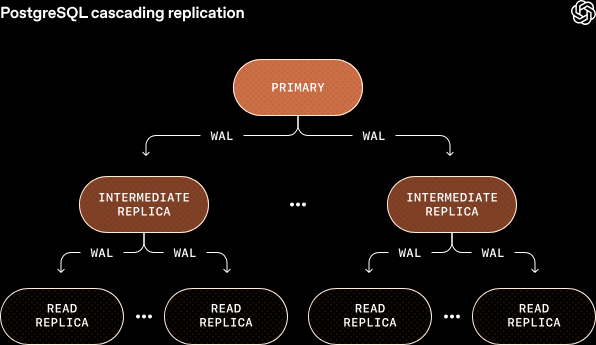 PostgreSQL cascading replication
PRIMARY
WAL
WAL
INTERMEDIATE
REPLICA
•••
INTERMEDIATE
REPLICA
WAL
WAL
WAL
WAL
READ
REPLICA
•••
READ
REPLICA
READ
REPLICA
•••
READ
REPLICA